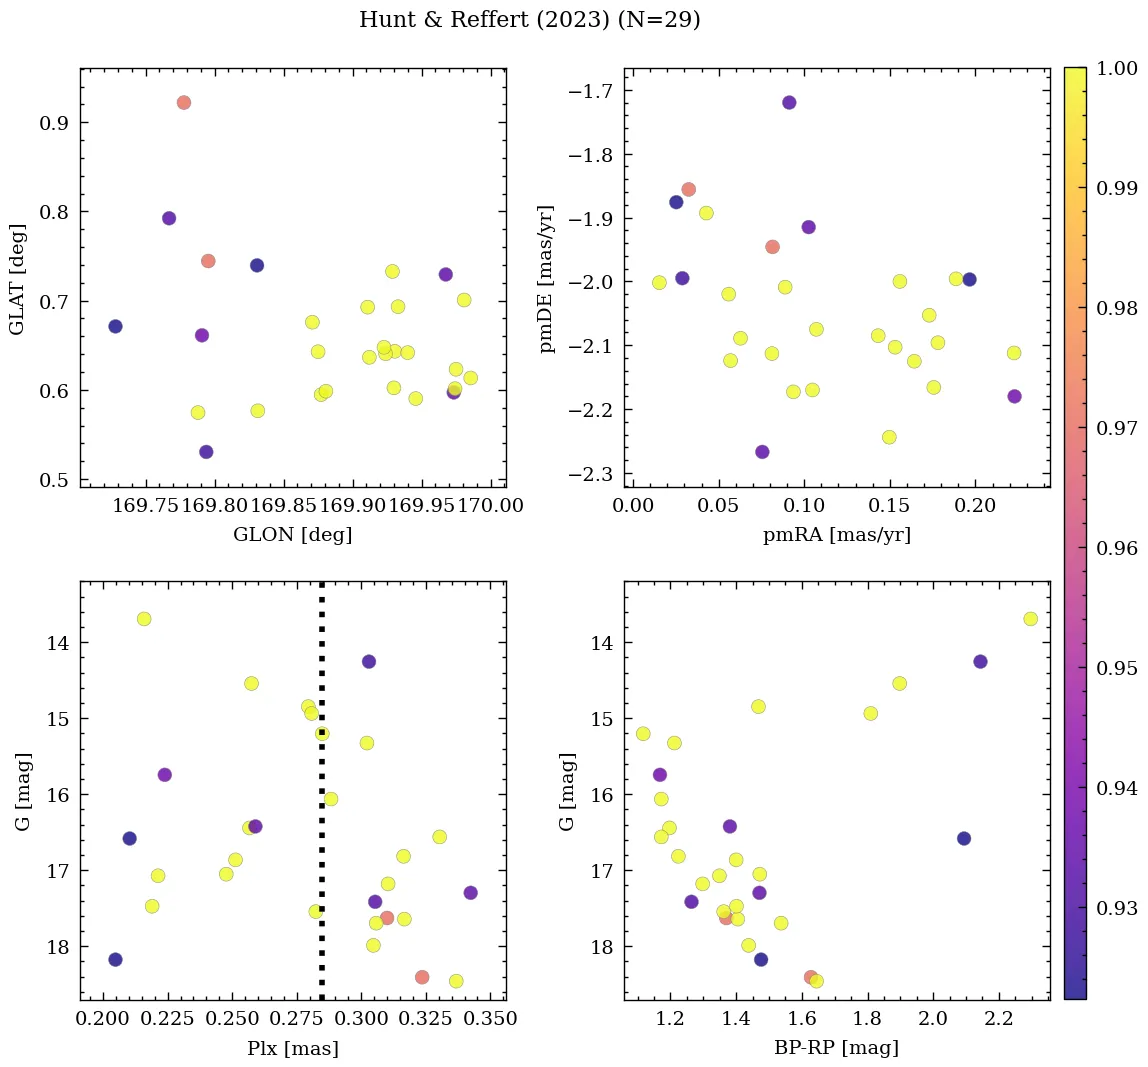 Hunt & Reffert (2023) (N=29)
0.9
0.8
0.7
0.6
0.5
GLAT [deg]
169.75 169.80 169.85 169.90 169.95 170.00
GLON [deg]
−1.7
−1.8
−1.9
−2.0
−2.1
−2.2
−2.3
pmDE [mas/yr]
0.00 0.05 0.10 0.15 0.20
pmRA [mas/yr]
1.00
0.99
0.98
0.97
0.96
0.95
0.94
0.93
14
15
16
17
18
G [mag]
0.200 0.225 0.250 0.275 0.300 0.325 0.350
Plx [mas]
14
15
16
17
18
G [mag]
1.2 1.4 1.6 1.8 2.0 2.2
BP-RP [mag]